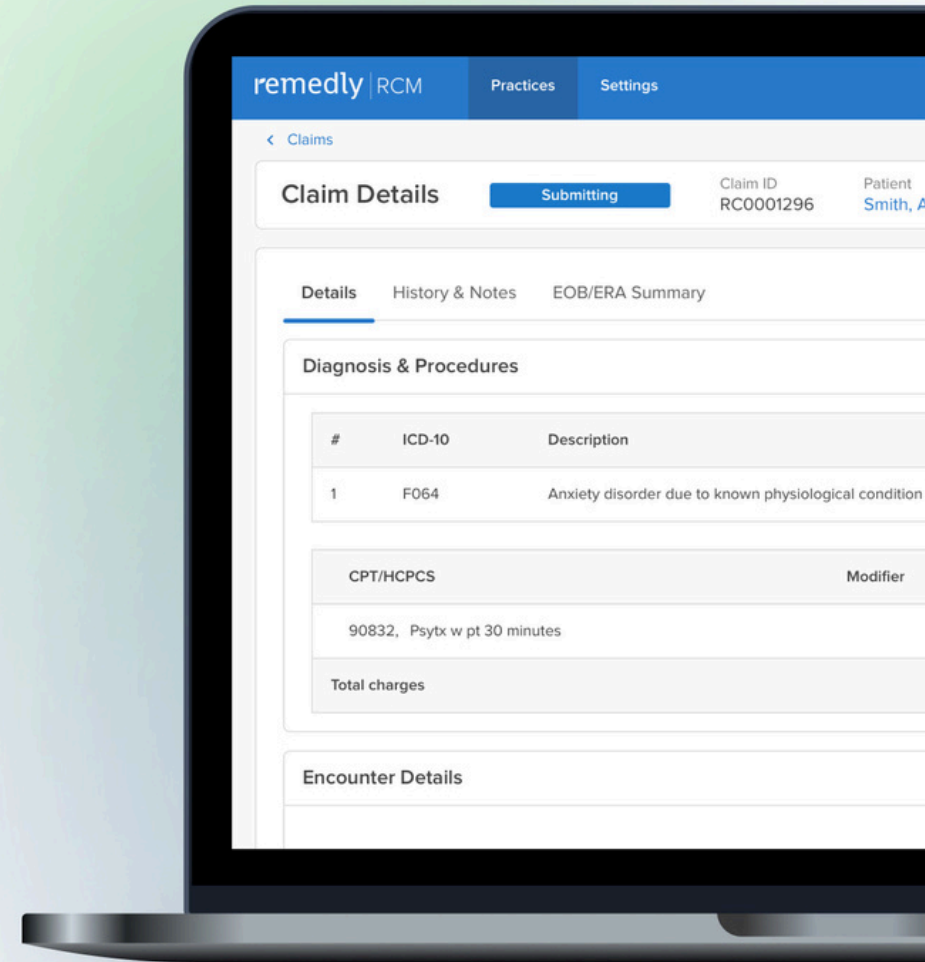 remedly | RCM Practices Settings
< Claims
Claim Details Submitting Claim ID RC0001296 Patient Smith, A
Details History & Notes EOB/ERA Summary
Diagnosis & Procedures
# ICD-10 Description
1 F064 Anxiety disorder due to known physiological condition
CPT/HCPCS Modifier
90832, Psytx w pt 30 minutes
Total charges
Encounter Details